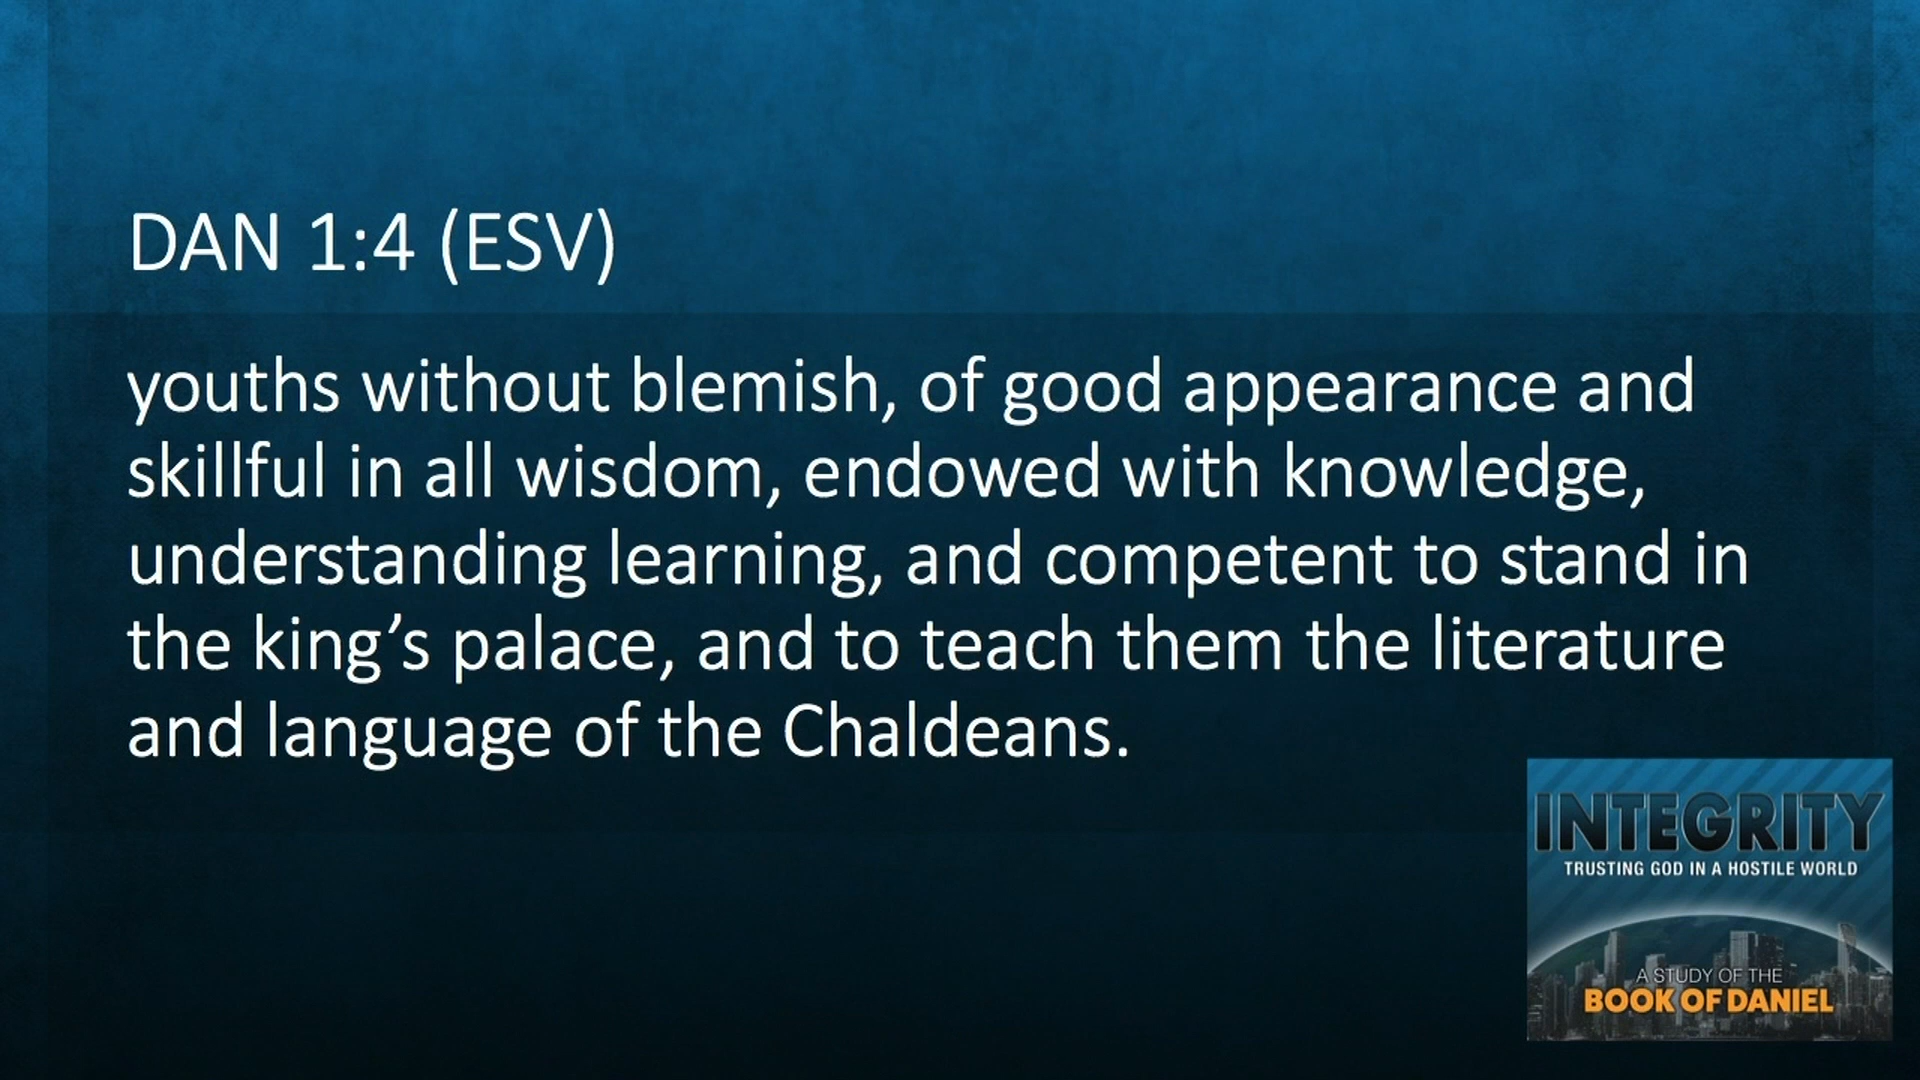 DAN 1:4 (ESV)
youths without blemish, of good appearance and
skillful in all wisdom, endowed with knowledge,
understanding learning, and competent to stand in
the king’s palace, and to teach them the literature
and language of the Chaldeans.
INTEGRITY
TRUSTING GOD IN A HOSTILE WORLD
A STUDY OF THE
BOOK OF DANIEL